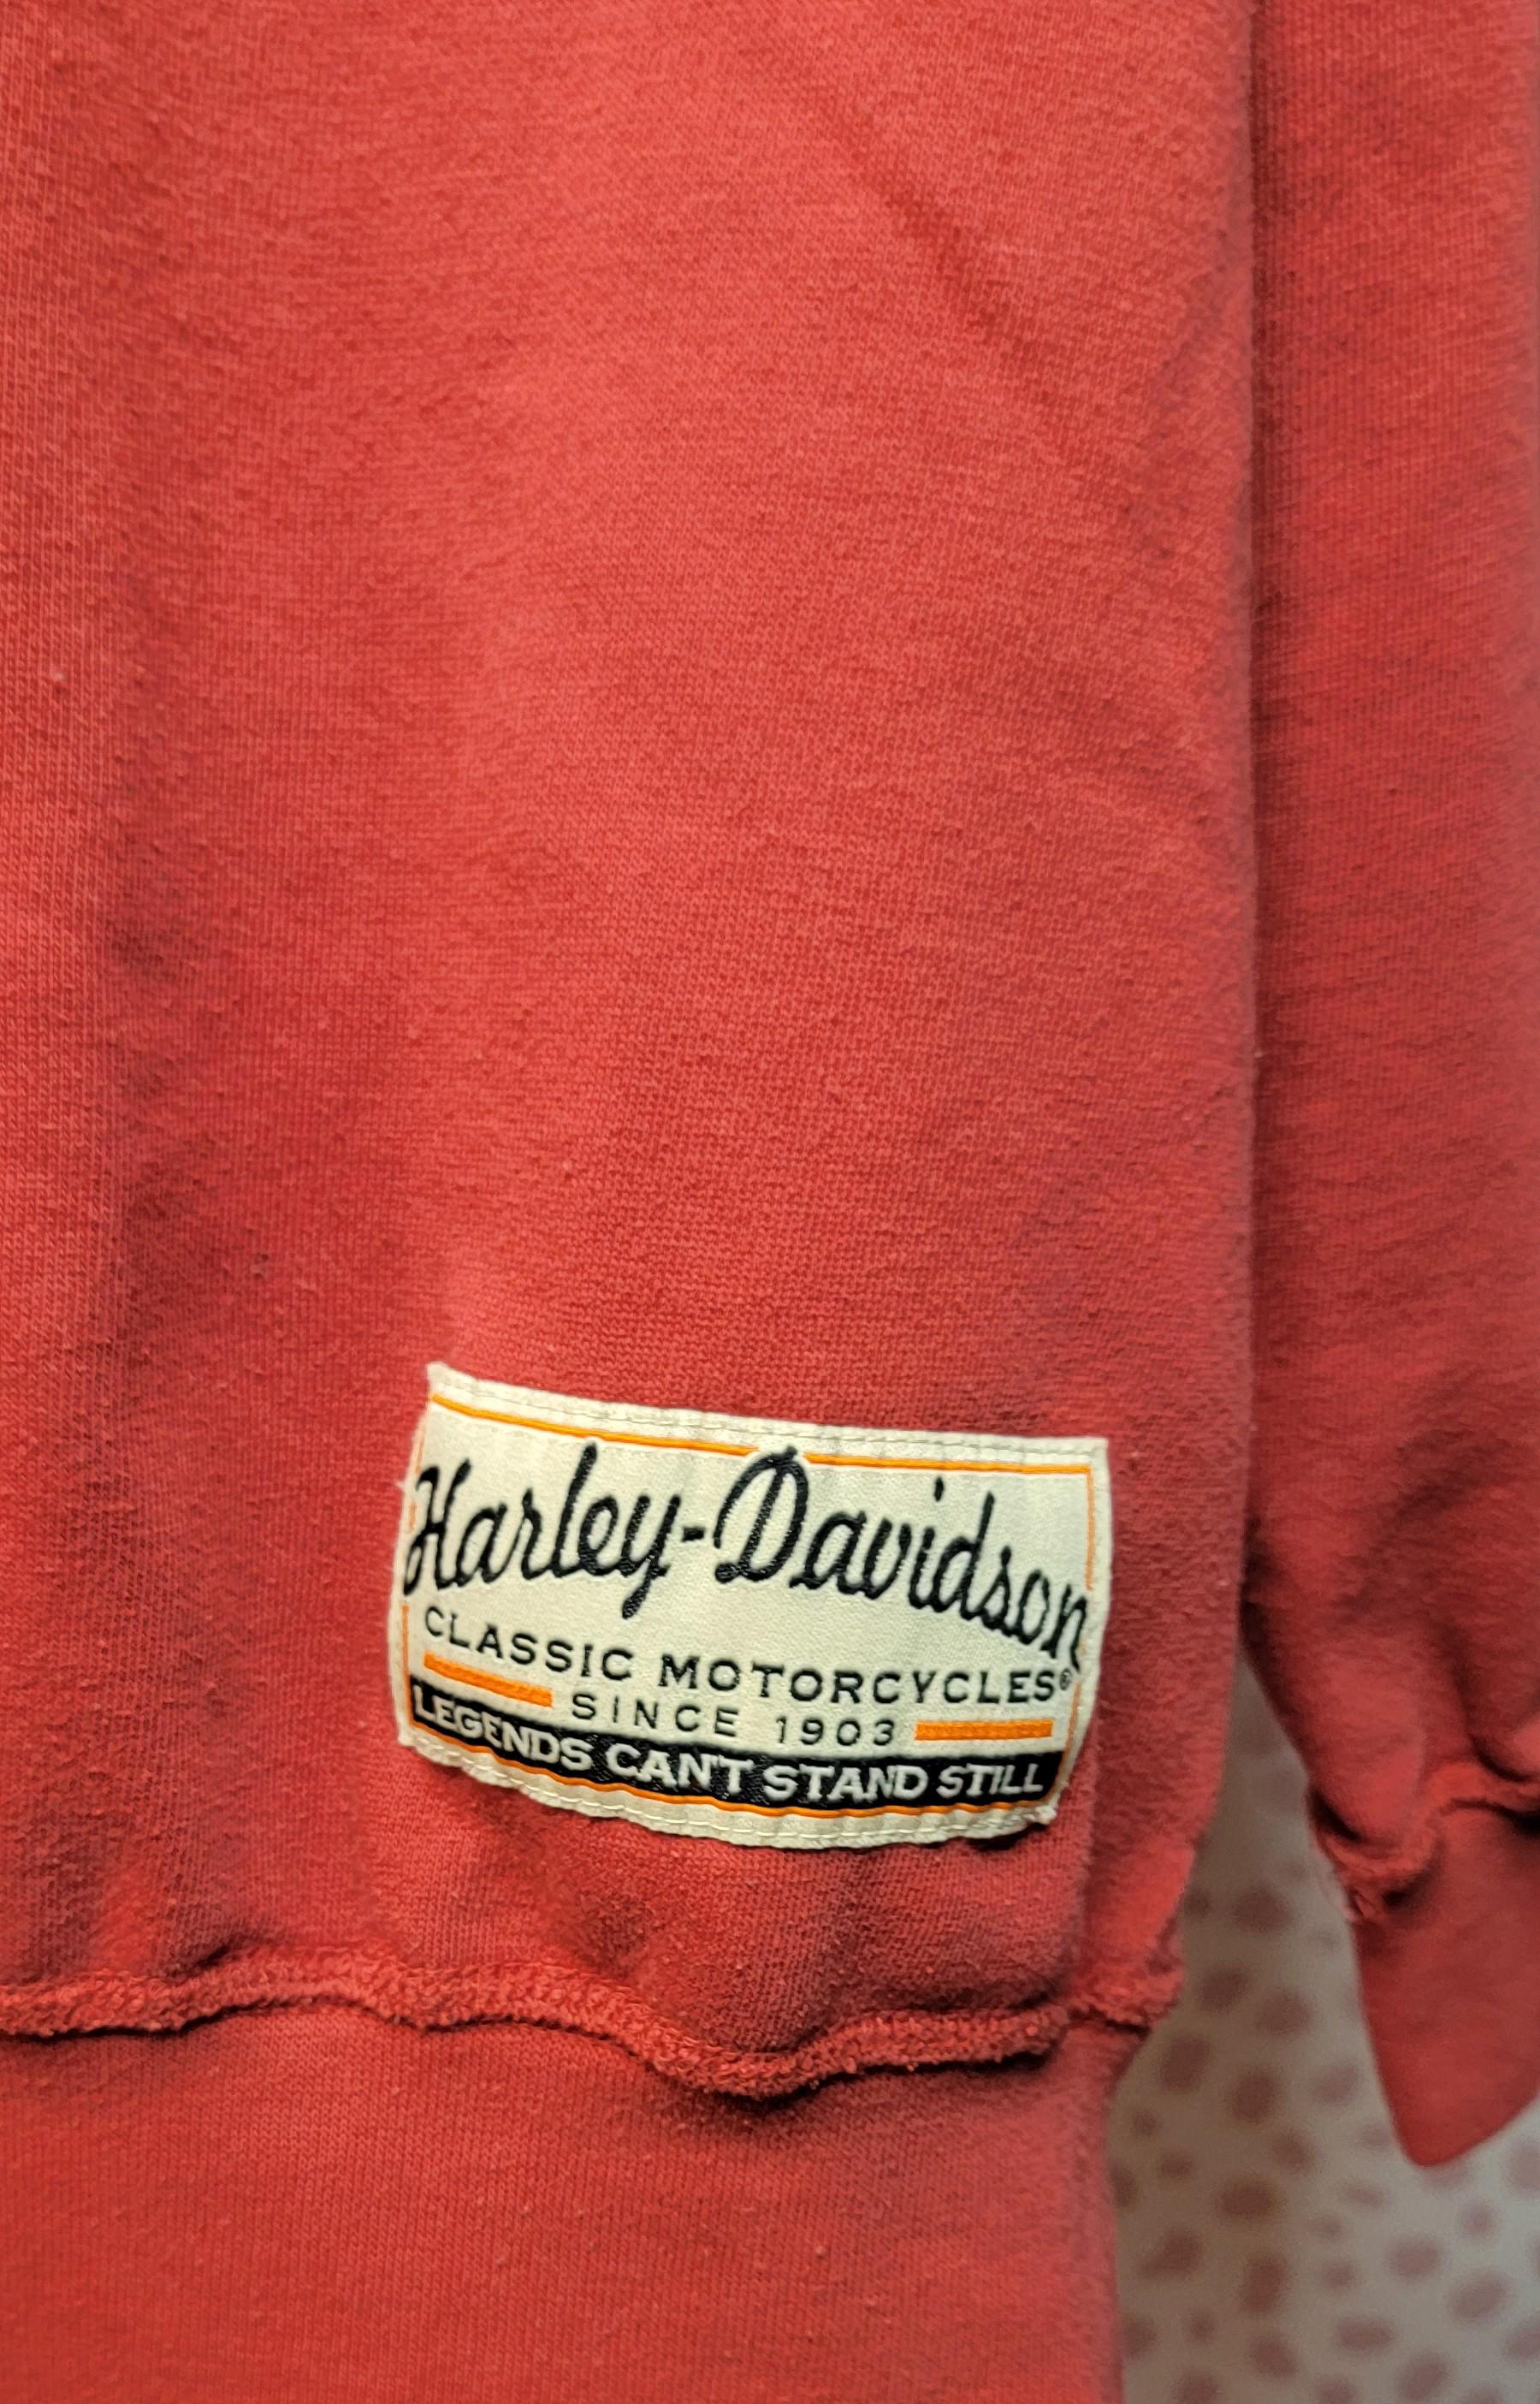 Harley-Davidson
CLASSIC MOTORCYCLES®
SINCE 1903
LEGENDS CAN'T STAND STILL